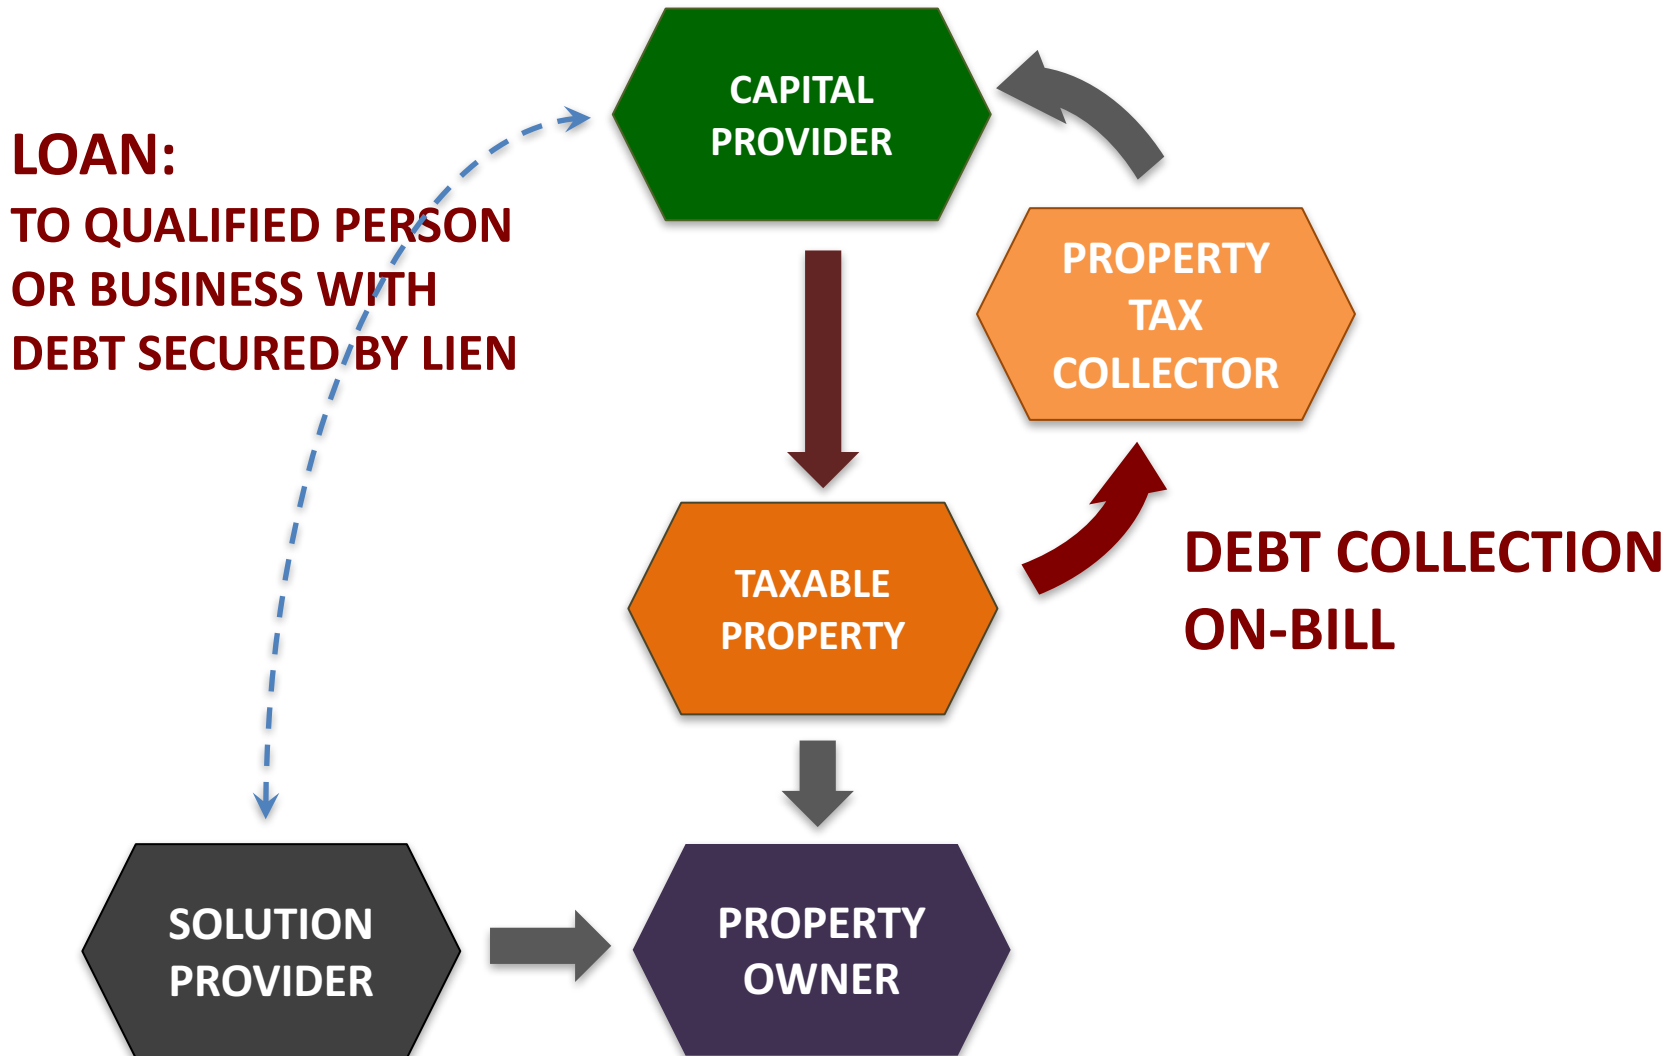 CAPITAL
PROVIDER
LOAN:
TO QUALIFIED PERSON
OR BUSINESS WITH
DEBT SECURED BY LIEN
PROPERTY
TAX
COLLECTOR
DEBT COLLECTION
ON-BILL
TAXABLE
PROPERTY
SOLUTION
PROVIDER
PROPERTY
OWNER